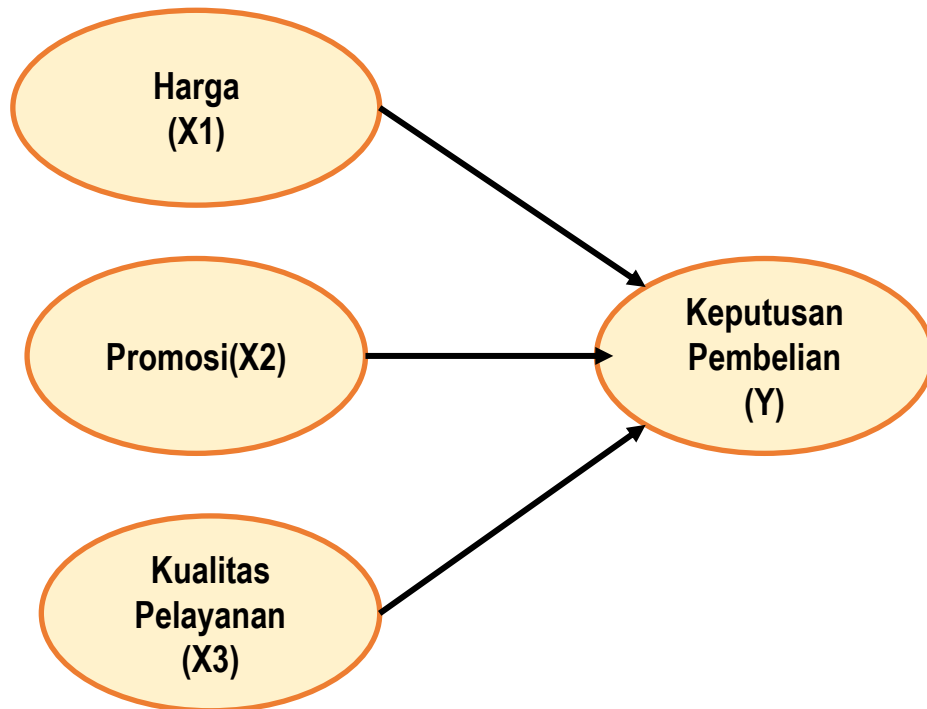 Harga
(X1)
Promosi(X2)
Keputusan
Pembelian
(Y)
Kualitas
Pelayanan
(X3)